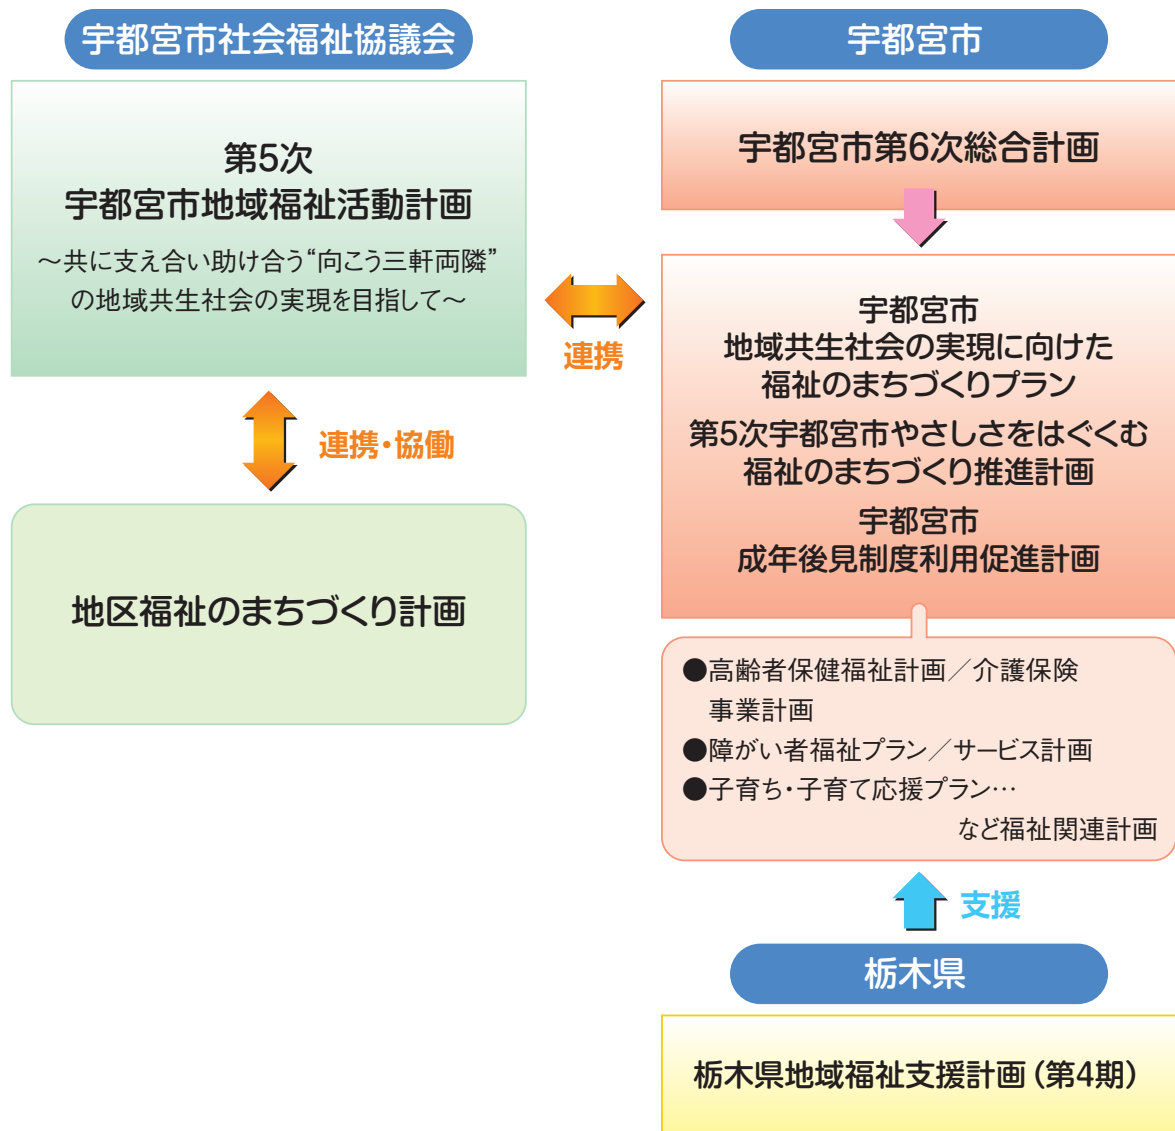 宇都宮市社会福祉協議会
第5次
宇都宮市地域福祉活動計画
～共に支え合い助け合う“向こう三軒両隣”
の地域共生社会の実現を目指して～
連携・協働
地区福祉のまちづくり計画
連携
宇都宮市
宇都宮市第6次総合計画
宇都宮市
地域共生社会の実現に向けた
福祉のまちづくりプラン
第5次宇都宮市やさしさをはぐくむ
福祉のまちづくり推進計画
宇都宮市
成年後見制度利用促進計画
●高齢者保健福祉計画／介護保険
事業計画
●障がい者福祉プラン／サービス計画
●子育ち・子育て応援プラン…
など福祉関連計画
支援
栃木県
栃木県地域福祉支援計画（第4期）